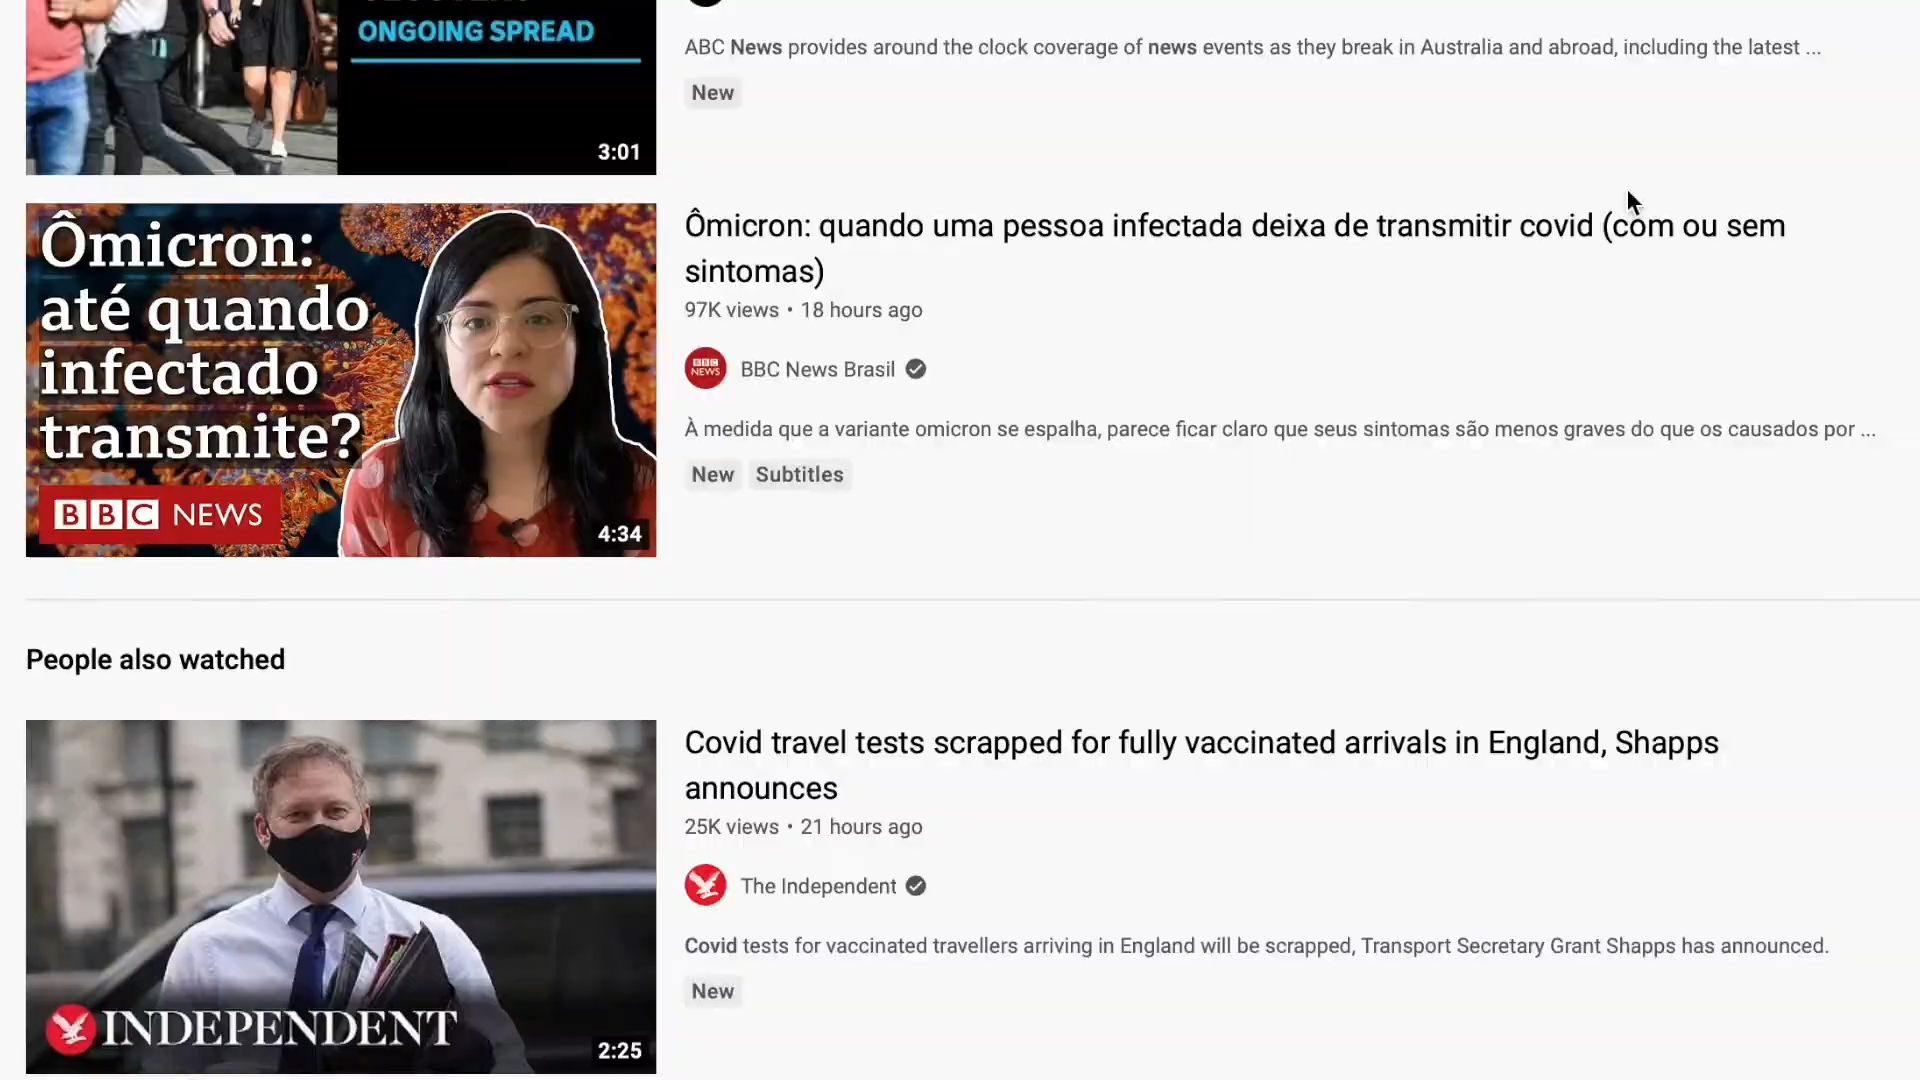 ONGOING SPREAD
3:01
ABC News provides around the clock coverage of news events as they break in Australia and abroad, including the latest ...
New
Ômicron:
até quando
infectado
transmite?
BBC NEWS
4:34
Ômicron: quando uma pessoa infectada deixa de transmitir covid (com ou sem
sintomas)
97K views • 18 hours ago
BBC NEWS
BBC News Brasil
À medida que a variante omicron se espalha, parece ficar claro que seus sintomas são menos graves do que os causados por ...
New Subtitles
People also watched
INDEPENDENT
2:25
Covid travel tests scrapped for fully vaccinated arrivals in England, Shapps
announces
25K views • 21 hours ago
The Independent
Covid tests for vaccinated travellers arriving in England will be scrapped, Transport Secretary Grant Shapps has announced.
New